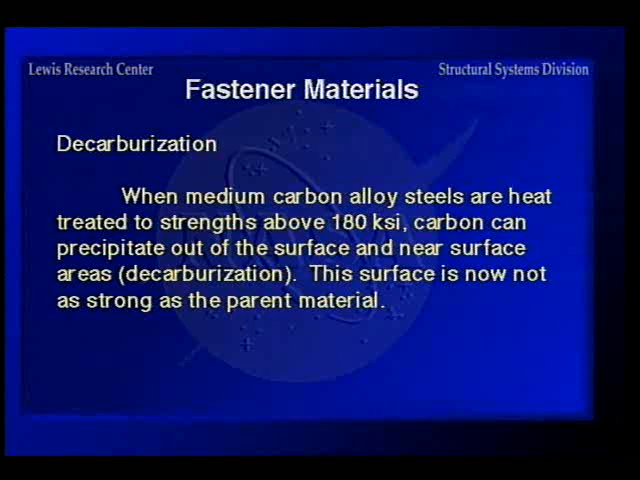 Lewis Research Center
Structural Systems Division
Fastener Materials
Decarburization
When medium carbon alloy steels are heat
treated to strengths above 180 ksi, carbon can
precipitate out of the surface and near surface
areas (decarburization).  This surface is now not
as strong as the parent material.